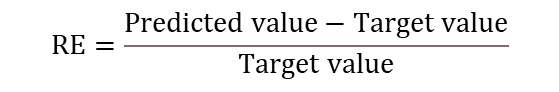 Predicted value − Target value
RE =
Target value